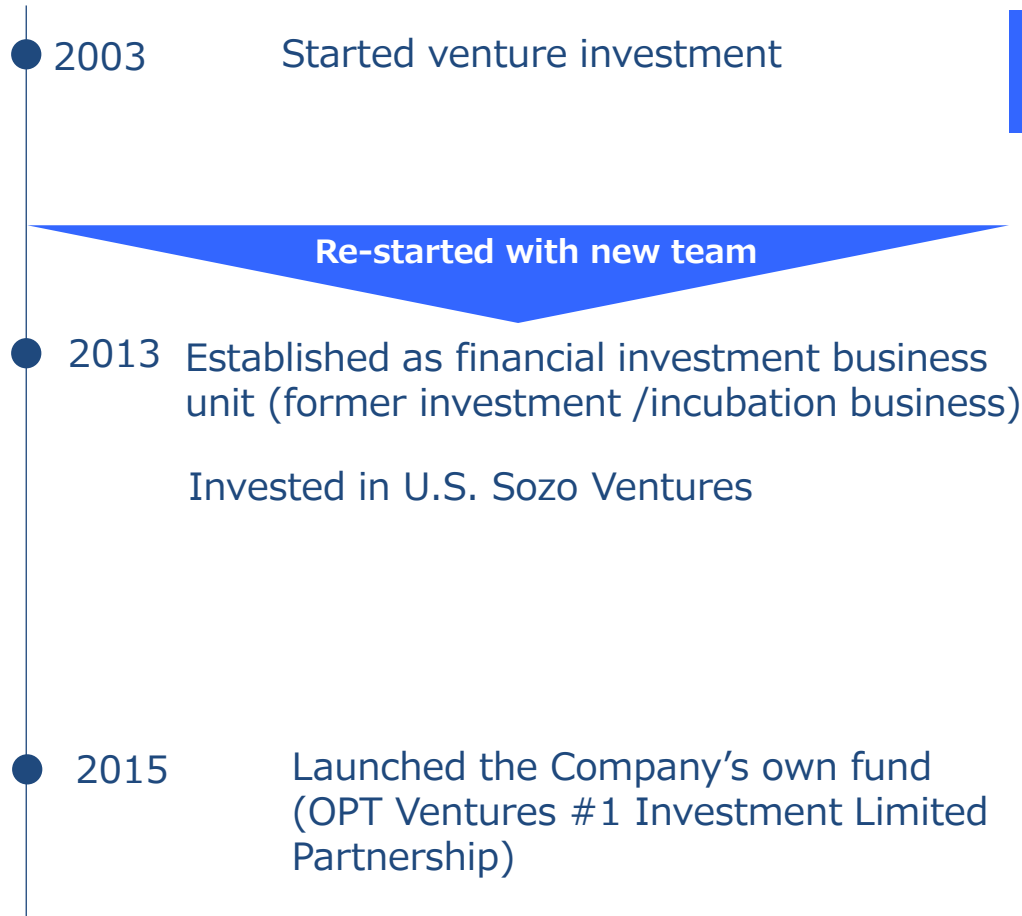 2003 Started venture investment
Re-started with new team
2013 Established as financial investment business
unit (former investment /incubation business)
Invested in U.S. Sozo Ventures
2015 Launched the Company’s own fund
(OPT Ventures #1 Investment Limited
Partnership)